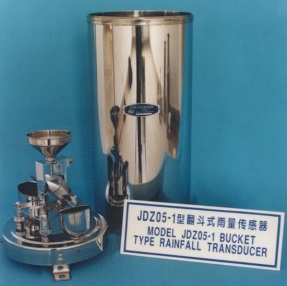 JDZ05-1型翻斗式雨量传感器
MODEL JDZ05-1 BUCKET
TYPE RAINFALL TRANSDUCER